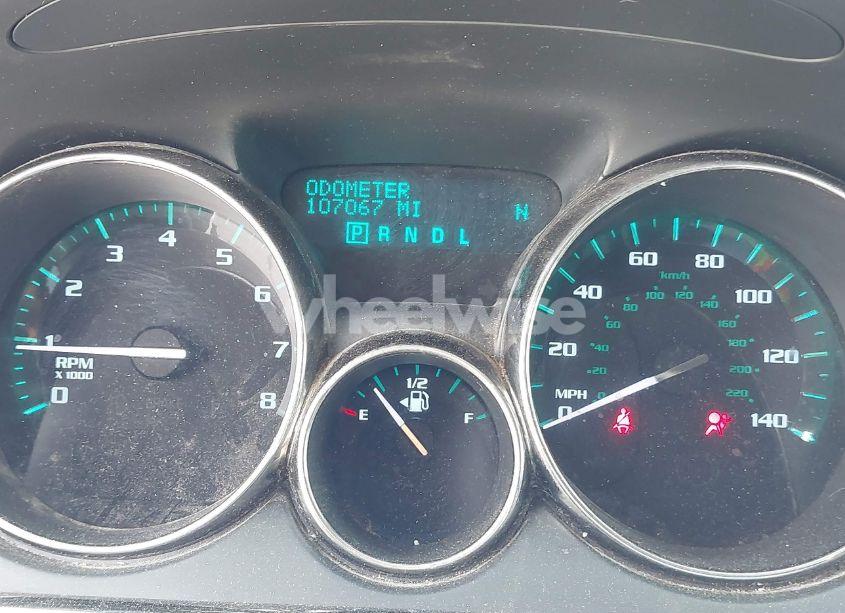 ODOMETER
107067 MI N
P R N D L
0 1 2 3 4 5 6 7 8
RPM
X 1000
E 1/2 F
0 20 40 60 80 100 120 140
MPH
km/h
0 20 40 60 80 100 120 140 160 180 200 220
wheelwise